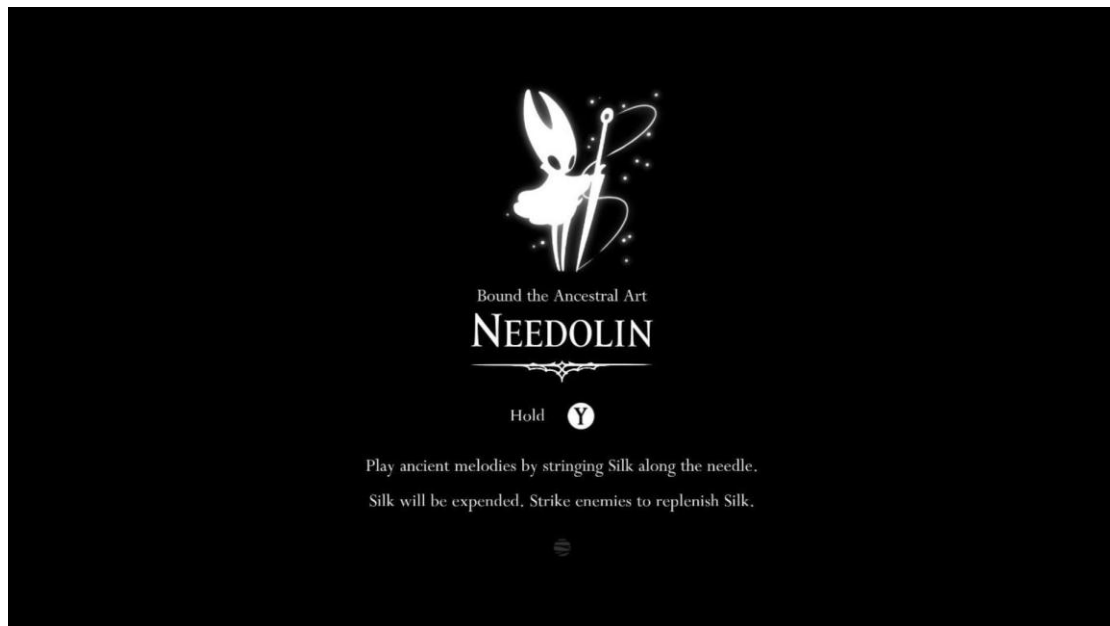 Bound the Ancestral Art
NEEDOLIN
Hold Y
Play ancient melodies by stringing Silk along the needle.
Silk will be expended. Strike enemies to replenish Silk.